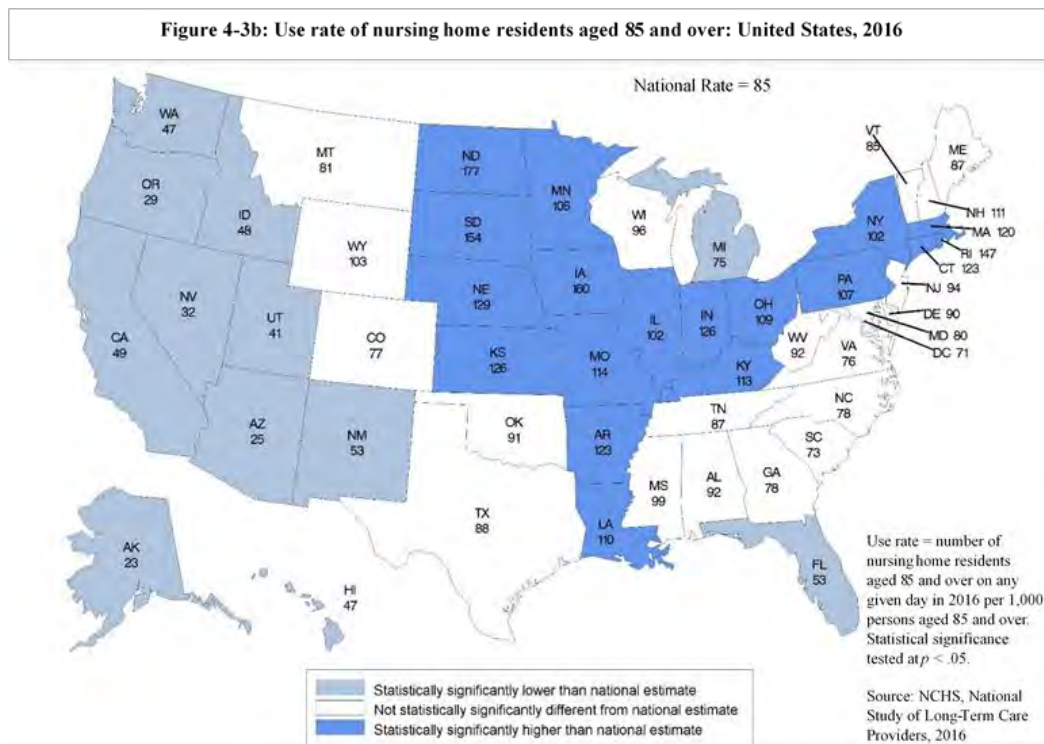 Figure 4-3b: Use rate of nursing home residents aged 85 and over: United States, 2016
National Rate = 85
WA
47
OR
29
CA
49
NV
32
ID
48
UT
41
AZ
25
MT
81
WY
103
CO
77
NM
53
ND
177
SD
154
NE
129
KS
126
OK
91
TX
88
MN
106
IA
160
MO
114
AR
123
LA
110
WI
96
IL
102
MI
75
IN
126
OH
109
KY
113
TN
87
MS
99
AL
92
GA
78
FL
53
SC
73
NC
78
VA
76
WV
92
PA
107
NY
102
VT
85
ME
87
NH 111
MA 120
RI 147
CT 123
NJ 94
DE 90
MD 80
DC 71
AK
23
HI
47
Use rate = number of
nursing home residents
aged 85 and over on any
given day in 2016 per 1,000
persons aged 85 and over.
Statistical significance
tested at p < .05.
Source: NCHS, National
Study of Long-Term Care
Providers, 2016
Statistically significantly lower than national estimate
Not statistically significantly different from national estimate
Statistically significantly higher than national estimate